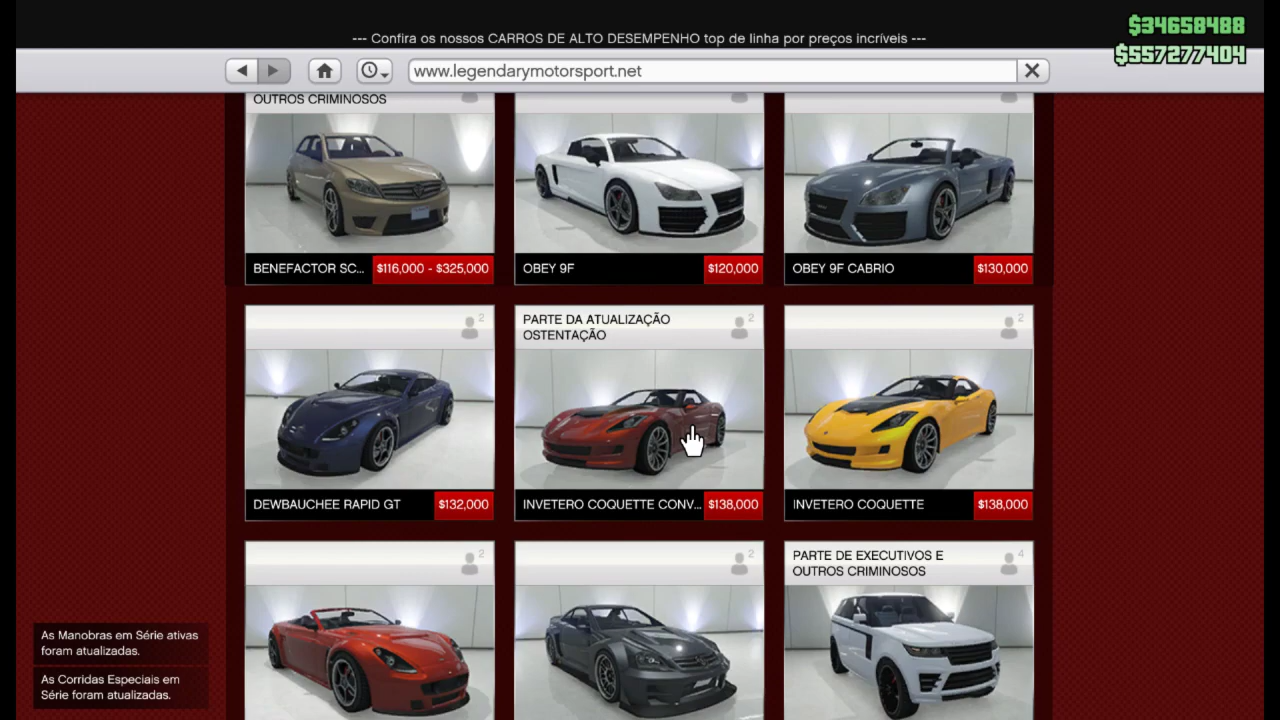 --- Confira os nossos CARROS DE ALTO DESEMPENHO top de linha por preços incríveis ---
$34658488
$557277404
www.legendarymotorsport.net
OUTROS CRIMINOSOS
BENEFACTOR SC... $116,000 - $325,000
OBEY 9F $120,000
OBEY 9F CABRIO $130,000
2
PARTE DA ATUALIZAÇÃO
OSTENTAÇÃO
2
2
DEWBAUCHEE RAPID GT $132,000
INVETERO COQUETTE CONV... $138,000
INVETERO COQUETTE $138,000
2
2
PARTE DE EXECUTIVOS E
OUTROS CRIMINOSOS
4
As Manobras em Série ativas
foram atualizadas.
As Corridas Especiais em
Série foram atualizadas.